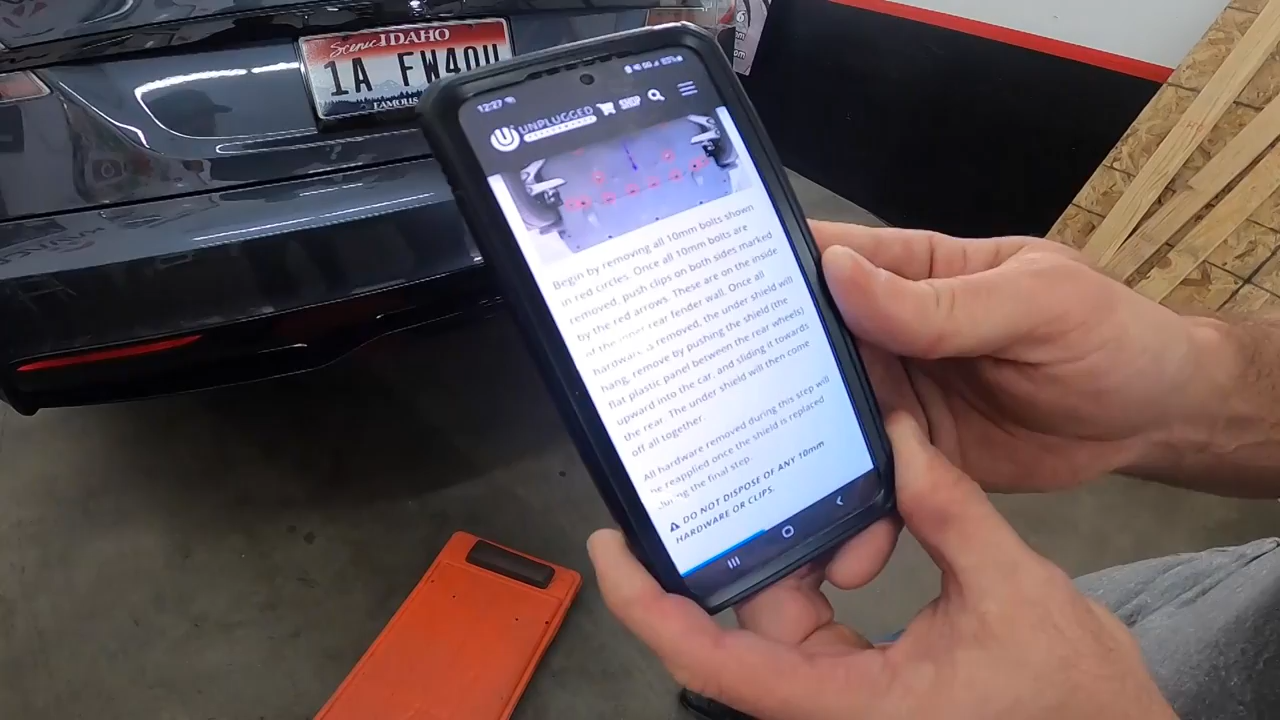 Scenic IDAHO
1A FW40U
FAMOUS
12:27
UNPLUGGED
PERFORMANCE
SHOP
Begin by removing all 10mm bolts shown
in red circles. Once all 10mm bolts are
removed, push clips on both sides marked
by the red arrows. These are on the inside
of the inner rear fender wall. Once all
hardware is removed, the under shield will
hang, remove by pushing the shield (the
flat plastic panel between the rear wheels)
upward into the car, and sliding it towards
the rear. The under shield will then come
off all together.
All hardware removed during this step will
be reapplied once the shield is replaced
during the final step.
⚠ DO NOT DISPOSE OF ANY 10mm
HARDWARE OR CLIPS.